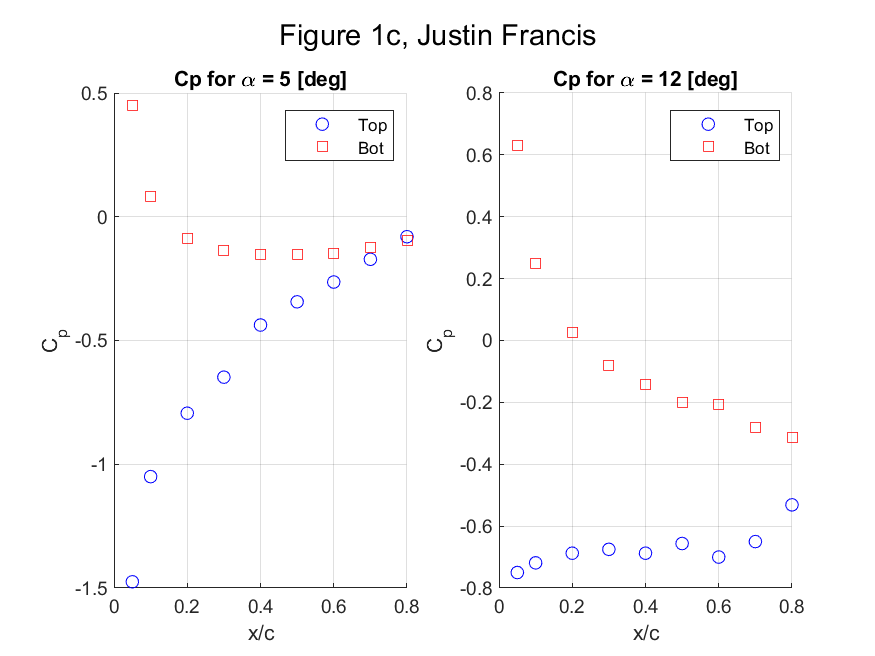 Figure 1c, Justin Francis
Cp for α = 5 [deg]
Top
Bot
0.5
0
-0.5
-1
-1.5
0
0.2
0.4
0.6
0.8
C_p
x/c
Cp for α = 12 [deg]
Top
Bot
0.8
0.6
0.4
0.2
0
-0.2
-0.4
-0.6
-0.8
0
0.2
0.4
0.6
0.8
C_p
x/c